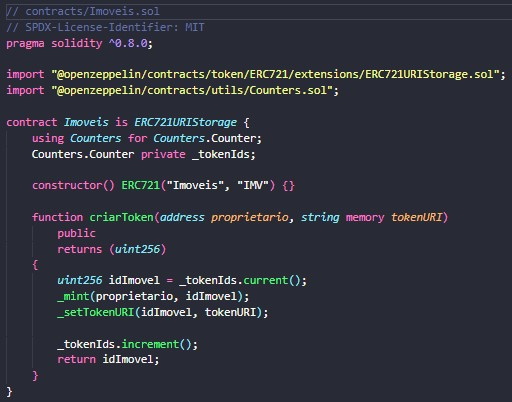 // contracts/Imoveis.sol
// SPDX-License-Identifier: MIT
pragma solidity ^0.8.0;
import "@openzeppelin/contracts/token/ERC721/extensions/ERC721URIStorage.sol";
import "@openzeppelin/contracts/utils/Counters.sol";
contract Imoveis is ERC721URIStorage {
    using Counters for Counters.Counter;
    Counters.Counter private _tokenIds;
    constructor() ERC721("Imoveis", "IMV") {}
    function criarToken(address proprietario, string memory tokenURI)
        public
        returns (uint256)
    {
        uint256 idImovel = _tokenIds.current();
        _mint(proprietario, idImovel);
        _setTokenURI(idImovel, tokenURI);
        _tokenIds.increment();
        return idImovel;
    }
}